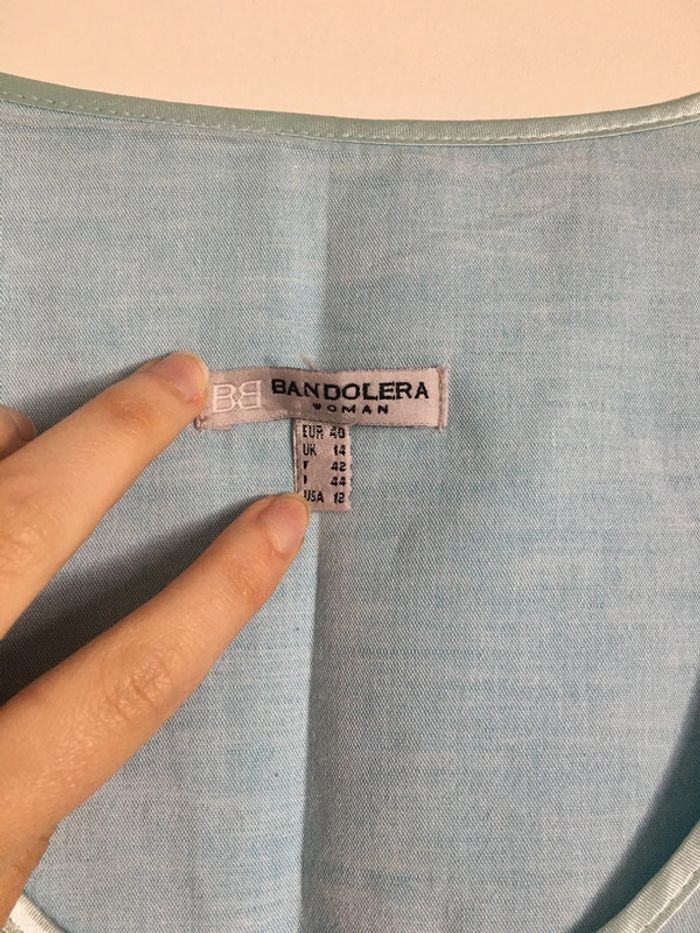 BB BANDOLERA
WOMAN
EUR 40
UK 14
F 42
I 44
USA 12